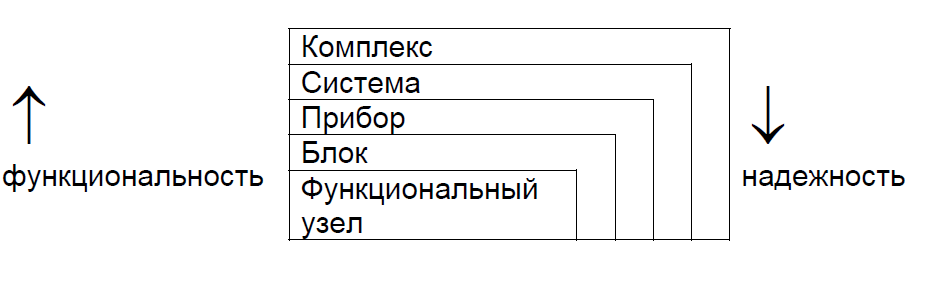 Комплекс
Система
Прибор
Блок
функциональность
Функциональный
узел
надежность